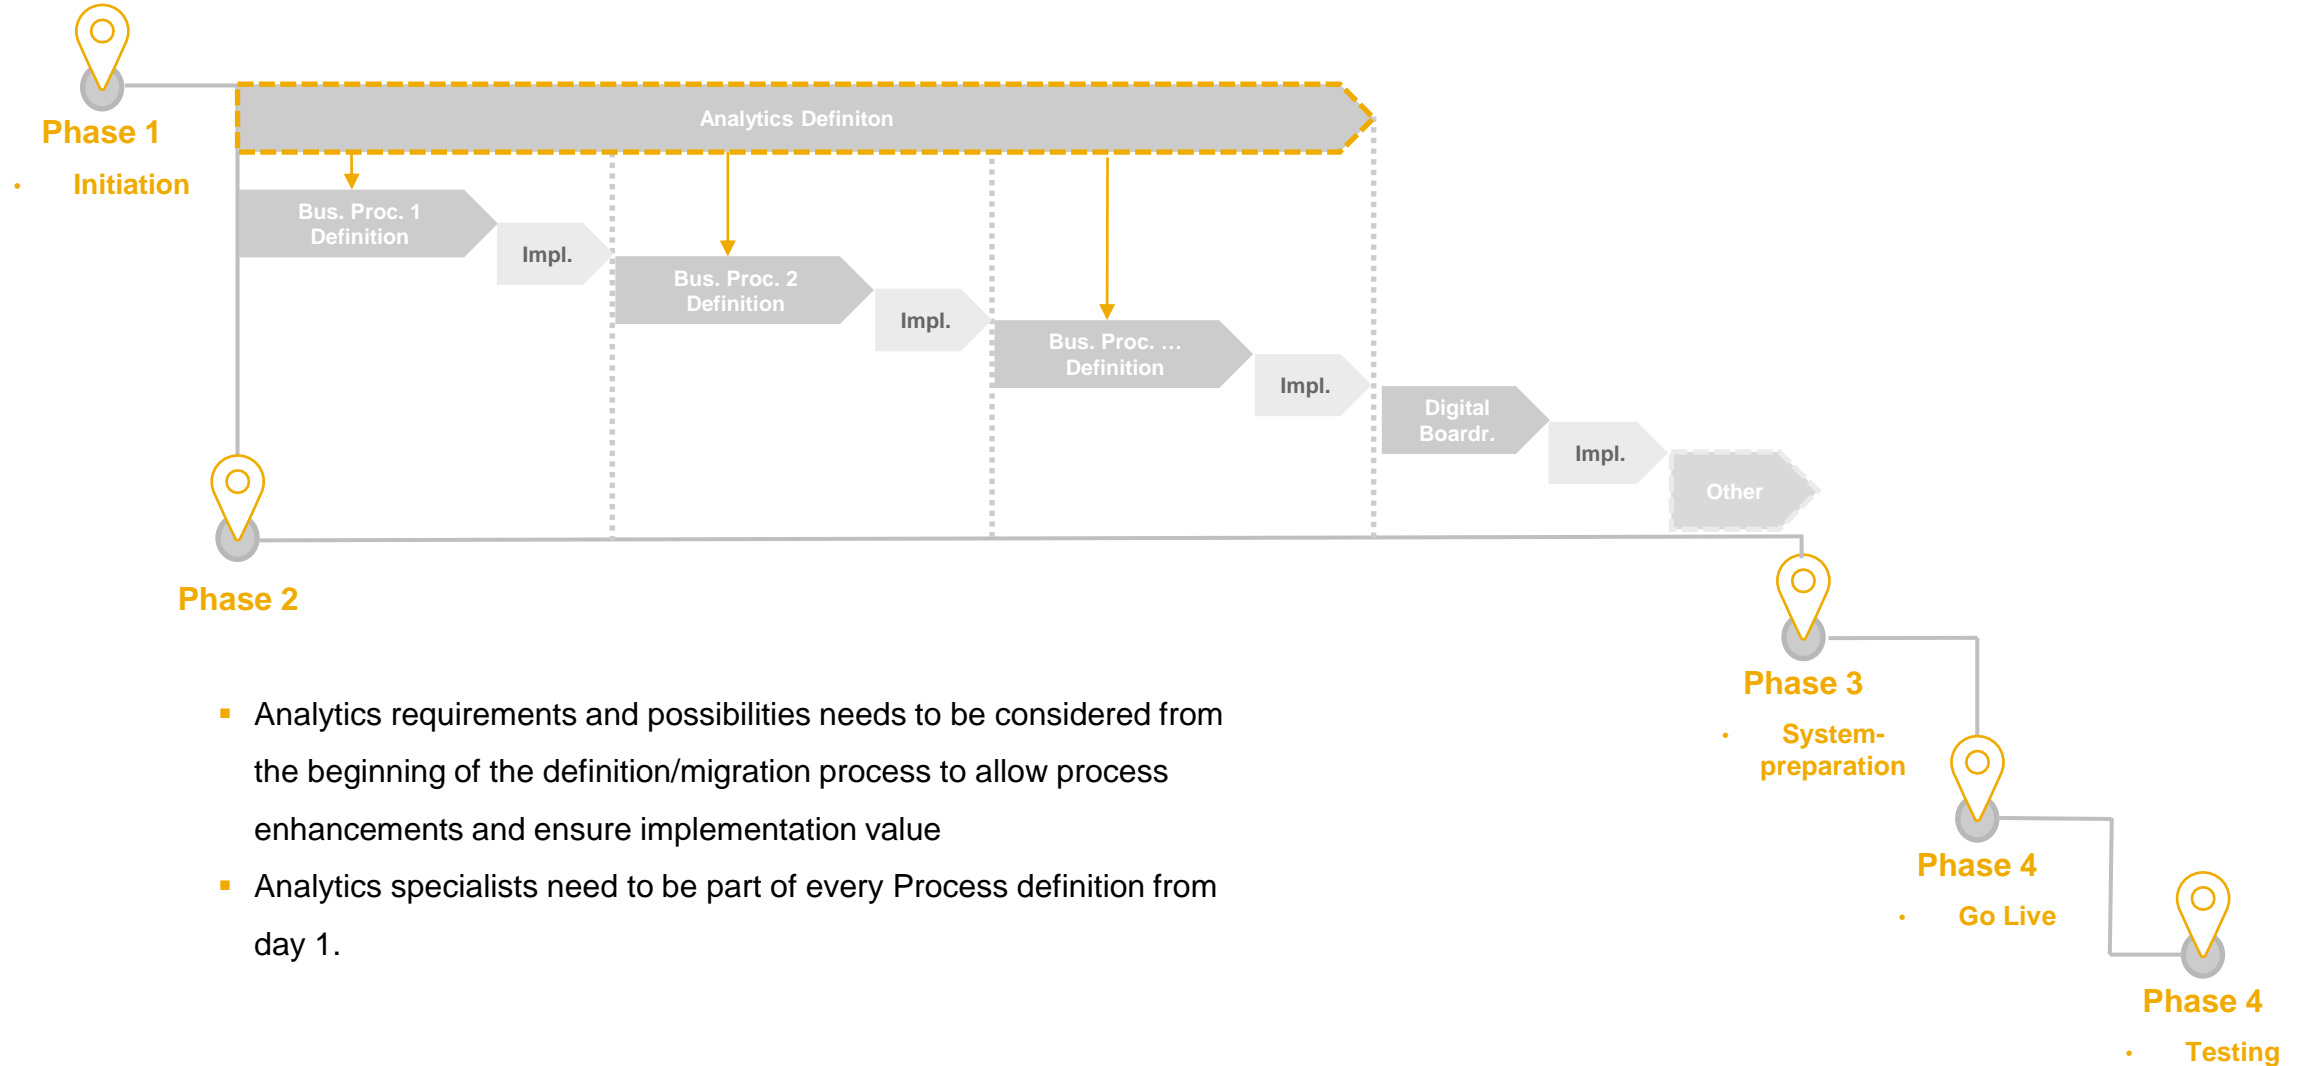 Analytics Definiton
Phase 1
• Initiation
Bus. Proc. 1
Definition
Impl.
Bus. Proc. 2
Definition
Impl.
Bus. Proc. ...
Definition
Impl.
Digital
Boardr.
Impl.
Other
Phase 2
Phase 3
• System-
preparation
Phase 4
• Go Live
Phase 4
• Testing
▪ Analytics requirements and possibilities needs to be considered from
the beginning of the definition/migration process to allow process
enhancements and ensure implementation value
▪ Analytics specialists need to be part of every Process definition from
day 1.